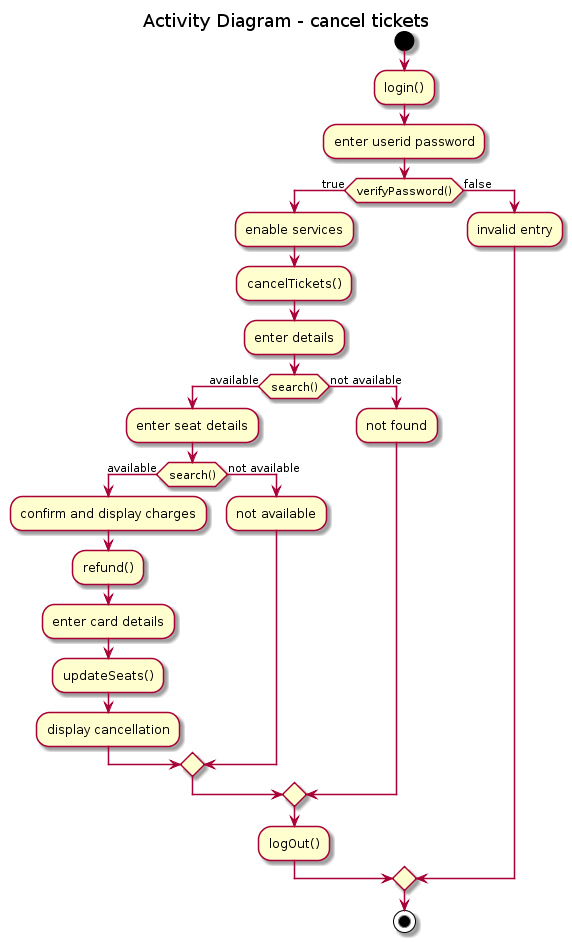 Activity Diagram - cancel tickets
login()
enter userid password
true
verifyPassword()
false
enable services
invalid entry
cancelTickets()
enter details
available
search()
not available
enter seat details
not found
available
search()
not available
confirm and display charges
not available
refund()
enter card details
updateSeats()
display cancellation
logOut()